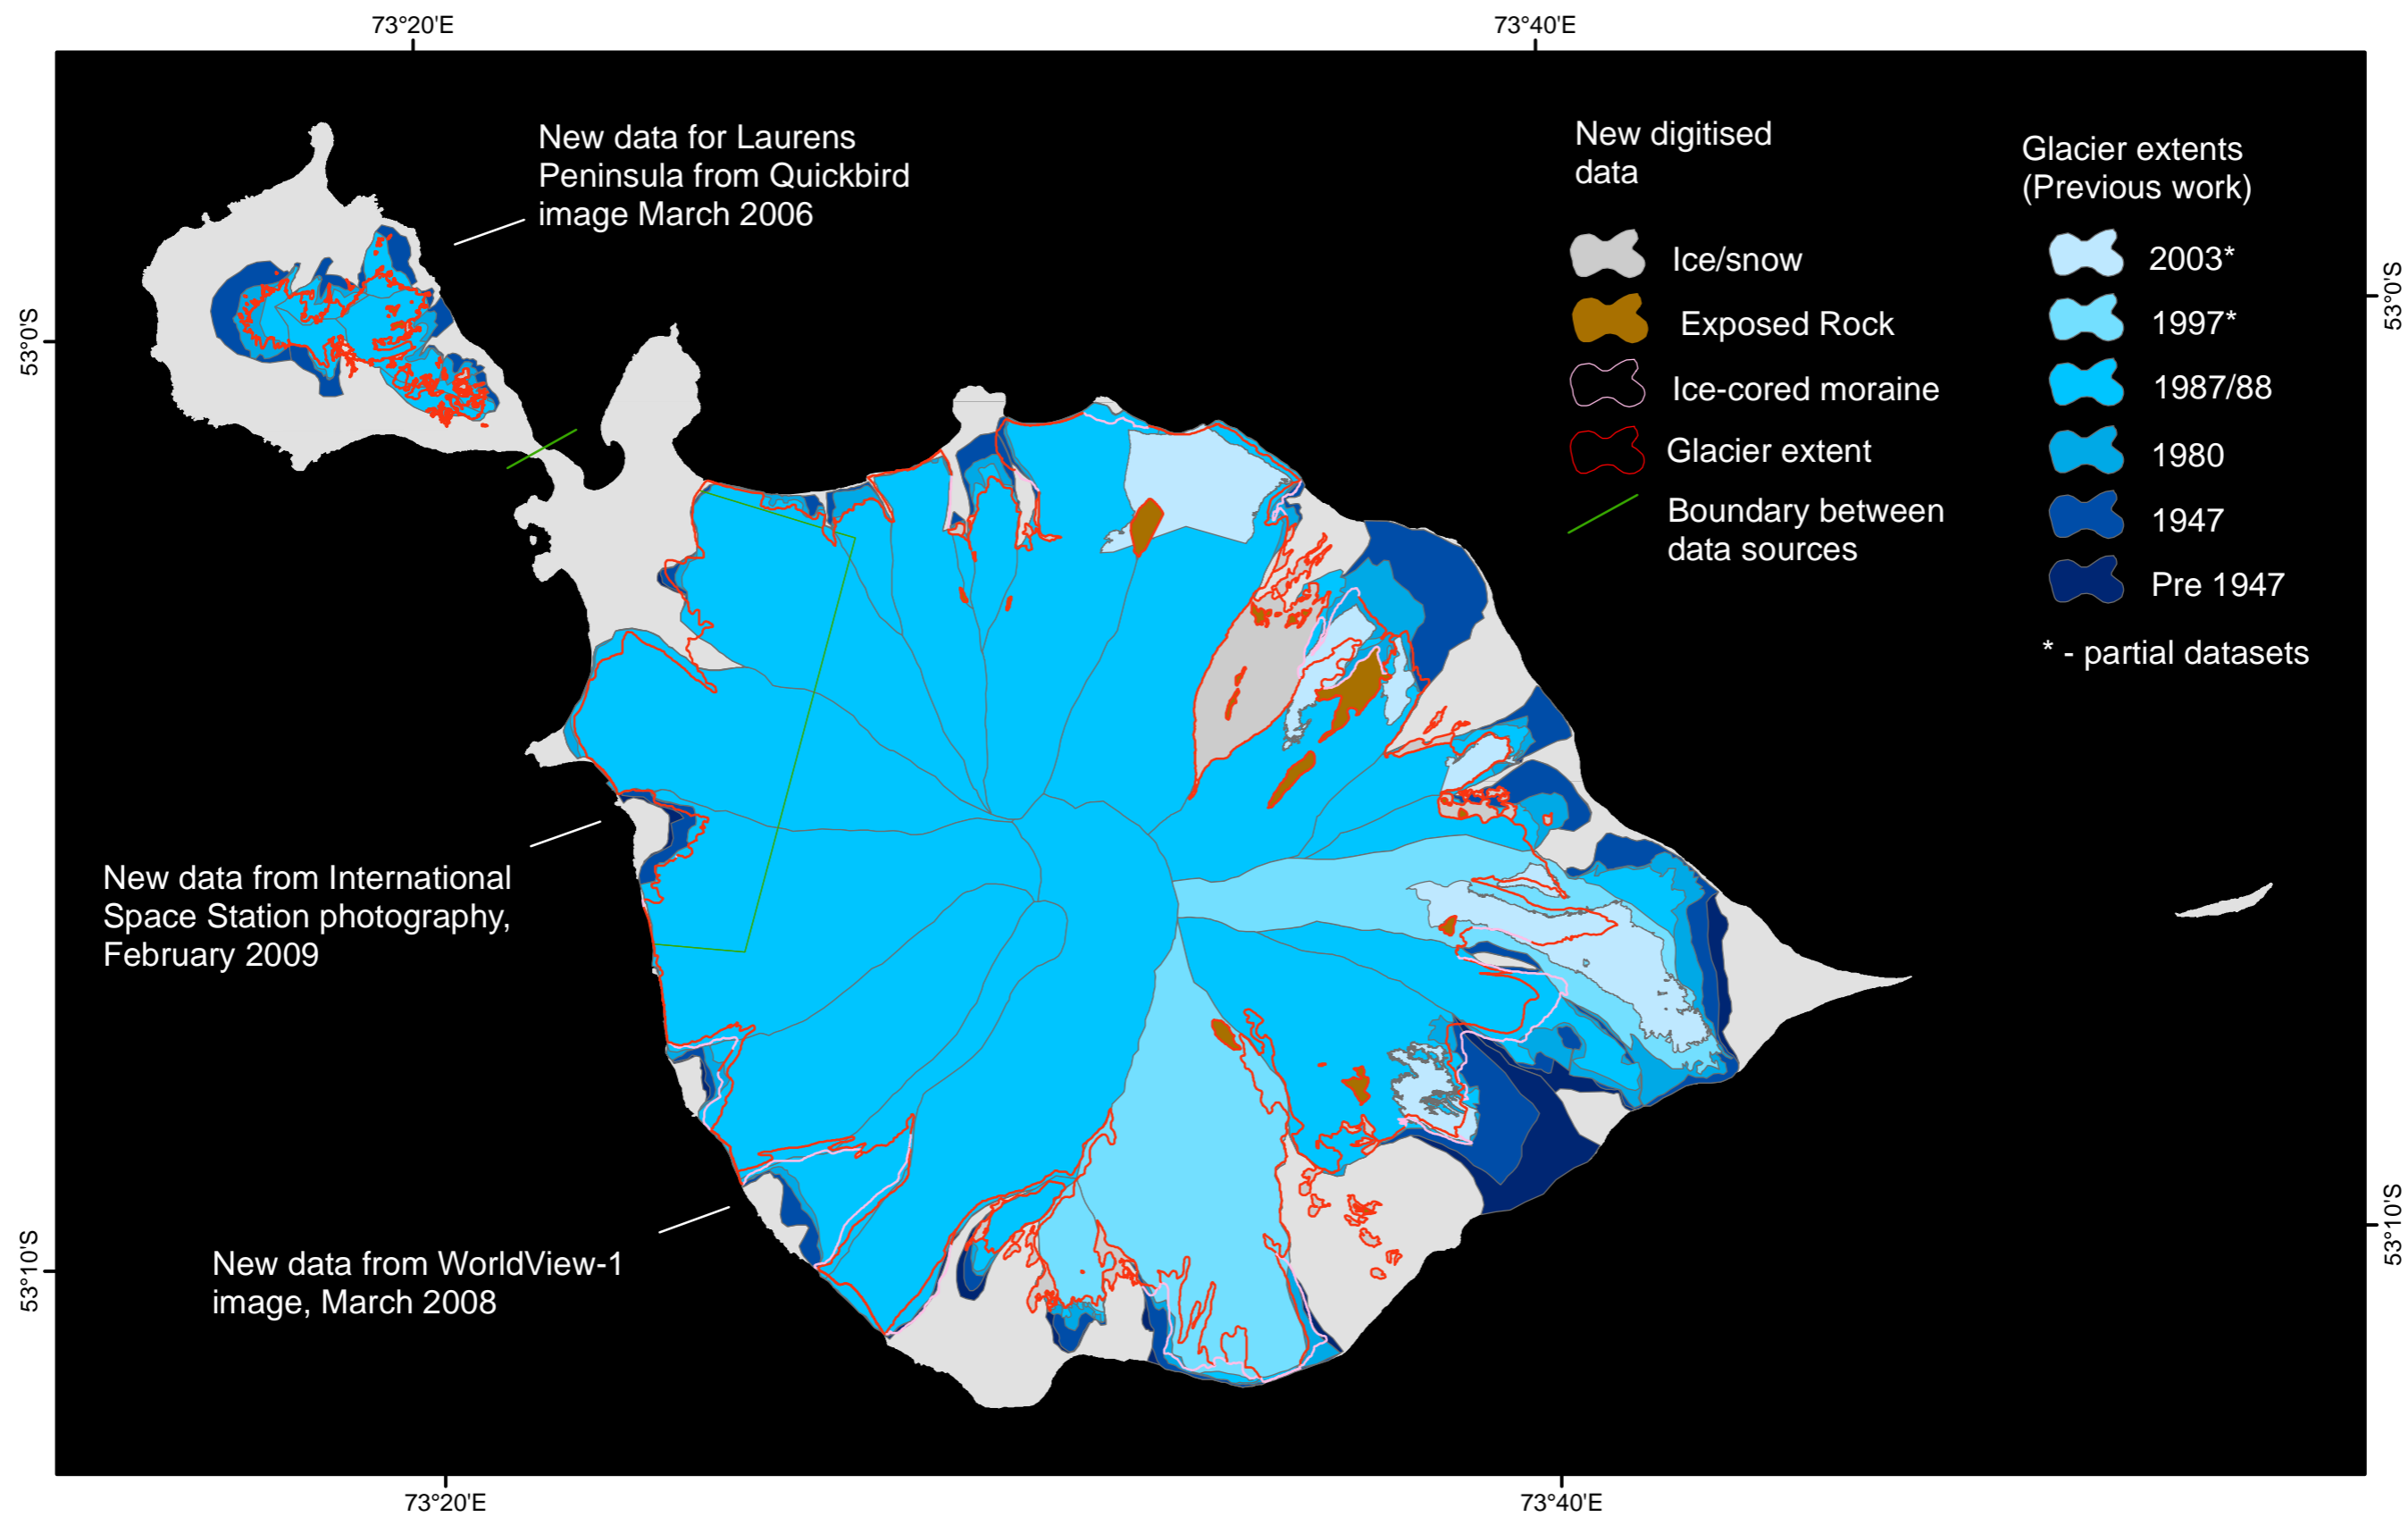 73°20'E
73°40'E
New data for Laurens
Peninsula from Quickbird
image March 2006
New digitised
data
Ice/snow
Exposed Rock
Ice-cored moraine
Glacier extent
Boundary between
data sources
Glacier extents
(Previous work)
2003*
1997*
1987/88
1980
1947
Pre 1947
* - partial datasets
53°0'S
53°0'S
New data from International
Space Station photography,
February 2009
New data from WorldView-1
image, March 2008
53°10'S
53°10'S
73°20'E
73°40'E